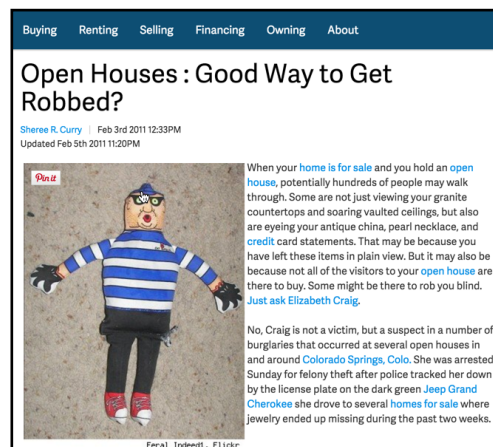 Buying Renting Selling Financing Owning About
Open Houses : Good Way to Get
Robbed?
Sheree R. Curry | Feb 3rd 2011 12:33PM
Updated Feb 5th 2011 11:20PM
Pin it
When your home is for sale and you hold an open
house, potentially hundreds of people may walk
through. Some are not just viewing your granite
countertops and soaring vaulted ceilings, but also
are eyeing your antique china, pearl necklace, and
credit card statements. That may be because you
have left these items in plain view. But it may also be
because not all of the visitors to your open house are
there to buy. Some might be there to rob you blind.
Just ask Elizabeth Craig.
No, Craig is not a victim, but a suspect in a number of
burglaries that occurred at several open houses in
and around Colorado Springs, Colo. She was arrested
Sunday for felony theft after police tracked her down
by the license plate on the dark green Jeep Grand
Cherokee she drove to several homes for sale where
jewelry ended up missing during the past two weeks.
Feral Indeed!, Flickr